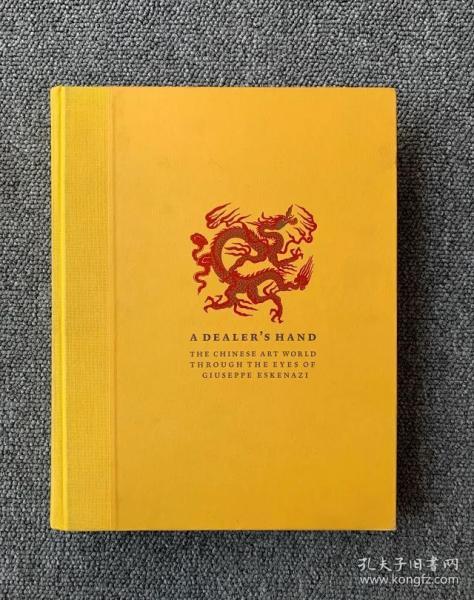 A DEALER'S HAND
THE CHINESE ART WORLD
THROUGH THE EYES OF
GIUSEPPE ESKENAZI
孔夫子旧书网
www.kongfz.com